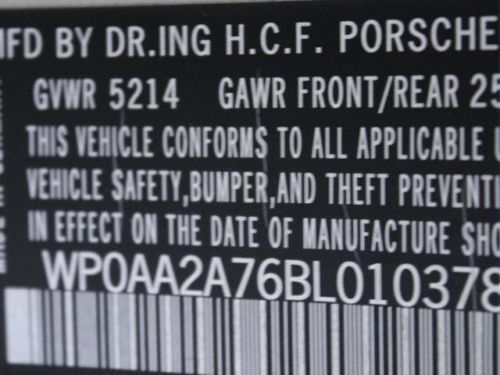 MFD BY DR.ING H.C.F. PORSCHE
GVWR 5214 GAWR FRONT/REAR 25
THIS VEHICLE CONFORMS TO ALL APPLICABLE
VEHICLE SAFETY,BUMPER,AND THEFT PREVENTI
IN EFFECT ON THE DATE OF MANUFACTURE SHO
WP0AA2A76BL010378